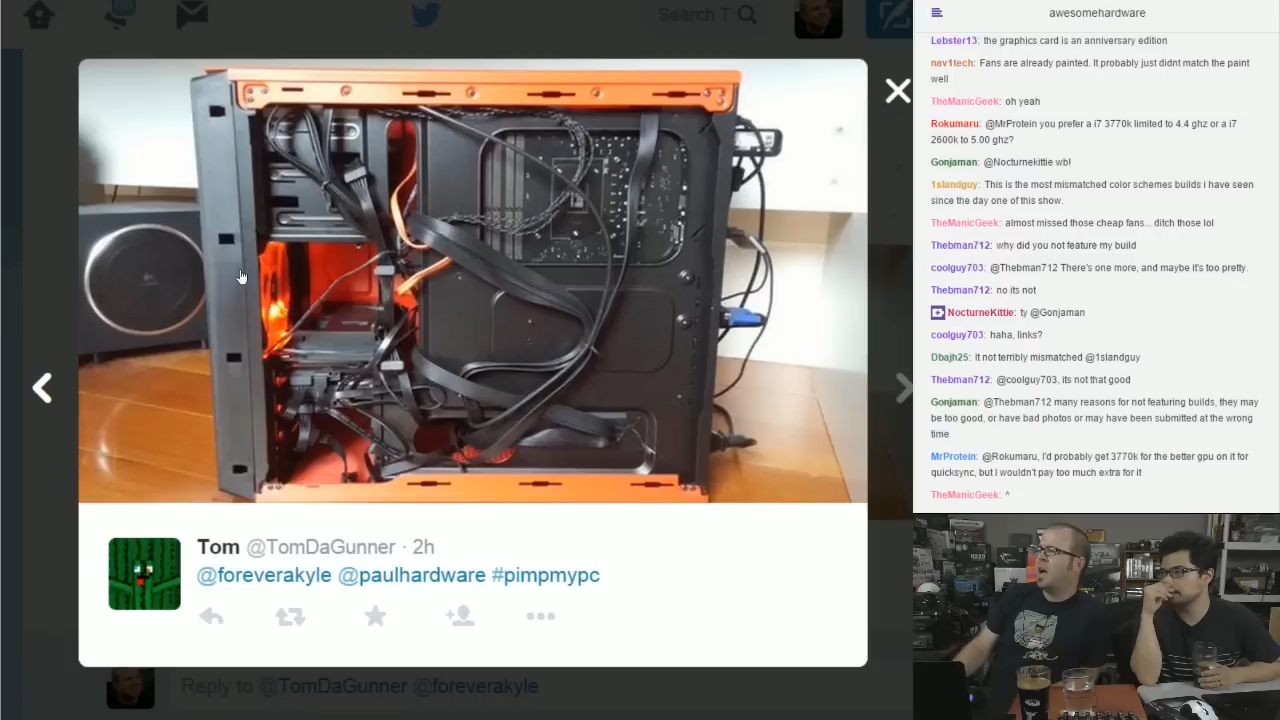 Search T
Tom @TomDaGunner · 2h
@foreverakyle @paulhardware #pimpmypc
Reply to @TomDaGunner @foreverakyle
awesomehardware
Lebster13: the graphics card is an anniversary edition
nav1tech: Fans are already painted. It probably just didnt match the paint
well
TheManicGeek: oh yeah
Rokumaru: @MrProtein you prefer a i7 3770k limited to 4.4 ghz or a i7
2600k to 5.00 ghz?
Gonjaman: @Nocturnekittie wb!
1slandguy: This is the most mismatched color schemes builds i have seen
since the day one of this show.
TheManicGeek: almost missed those cheap fans... ditch those lol
Thebman712: why did you not feature my build
coolguy703: @Thebman712 There's one more, and maybe it's too pretty.
Thebman712: no its not
NocturneKittie: ty @Gonjaman
coolguy703: haha, links?
Dbajh25: It not terribly mismatched @1slandguy
Thebman712: @coolguy703, its not that good
Gonjaman: @Thebman712 many reasons for not featuring builds, they may
be too good, or have bad photos or may have been submitted at the wrong
time
MrProtein: @Rokumaru, I'd probably get 3770k for the better gpu on it for
quicksync, but I wouldn't pay too much extra for it
TheManicGeek: ^